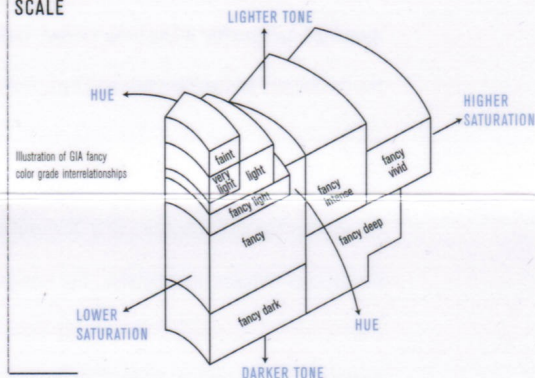 SCALE
LIGHTER TONE
HUE
HIGHER
SATURATION
Illustration of GIA fancy
color grade interrelationships
faint
very
light
light
fancy light
fancy
fancy
intense
fancy
vivid
fancy deep
fancy dark
LOWER
SATURATION
HUE
DARKER TONE